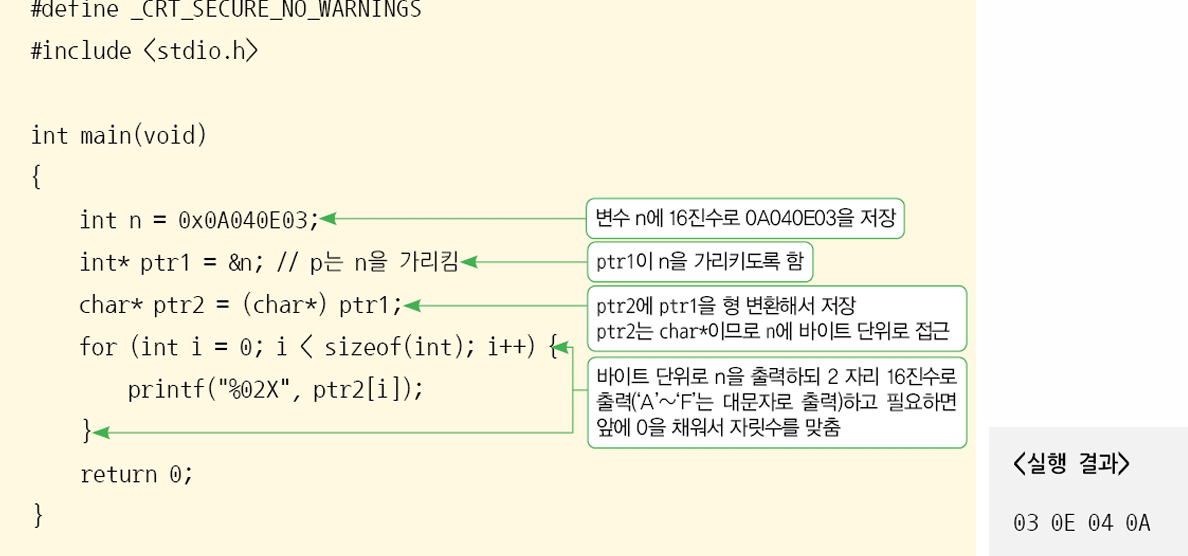 #define _CRT_SECURE_NO_WARNINGS
#include <stdio.h>
int main(void)
{
int n = 0x0A040E03;
변수 n에 16진수로 0A040E03을 저장
int* ptr1 = &n; // p는 n을 가리킴
ptr1이 n을 가리키도록 함
char* ptr2 = (char*) ptr1;
ptr2에 ptr1을 형 변환해서 저장
ptr2는 char*이므로 n에 바이트 단위로 접근
for (int i = 0; i < sizeof(int); i++) {
printf("%02X", ptr2[i]);
바이트 단위로 n을 출력하되 2 자리 16진수로
출력('A'~'F'는 대문자로 출력)하고 필요하면
앞에 0을 채워서 자릿수를 맞춤
}
return 0;
}
<실행 결과>
03 0E 04 0A